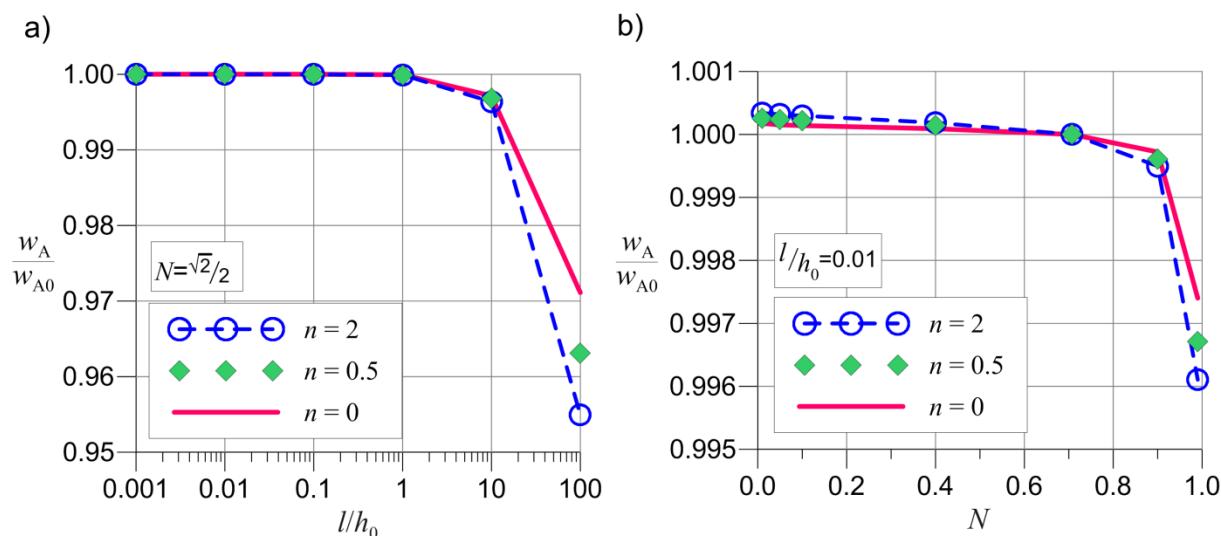 a)
1.00
0.99
0.98
0.97
0.96
0.95
w_A
w_A0
N=√2/2
n = 2
n = 0.5
n = 0
0.001 0.01 0.1 1 10 100
l/h_0
b)
1.001
1.000
0.999
0.998
0.997
0.996
0.995
w_A
w_A0
l/h_0=0.01
n = 2
n = 0.5
n = 0
0.0 0.2 0.4 0.6 0.8 1.0
N